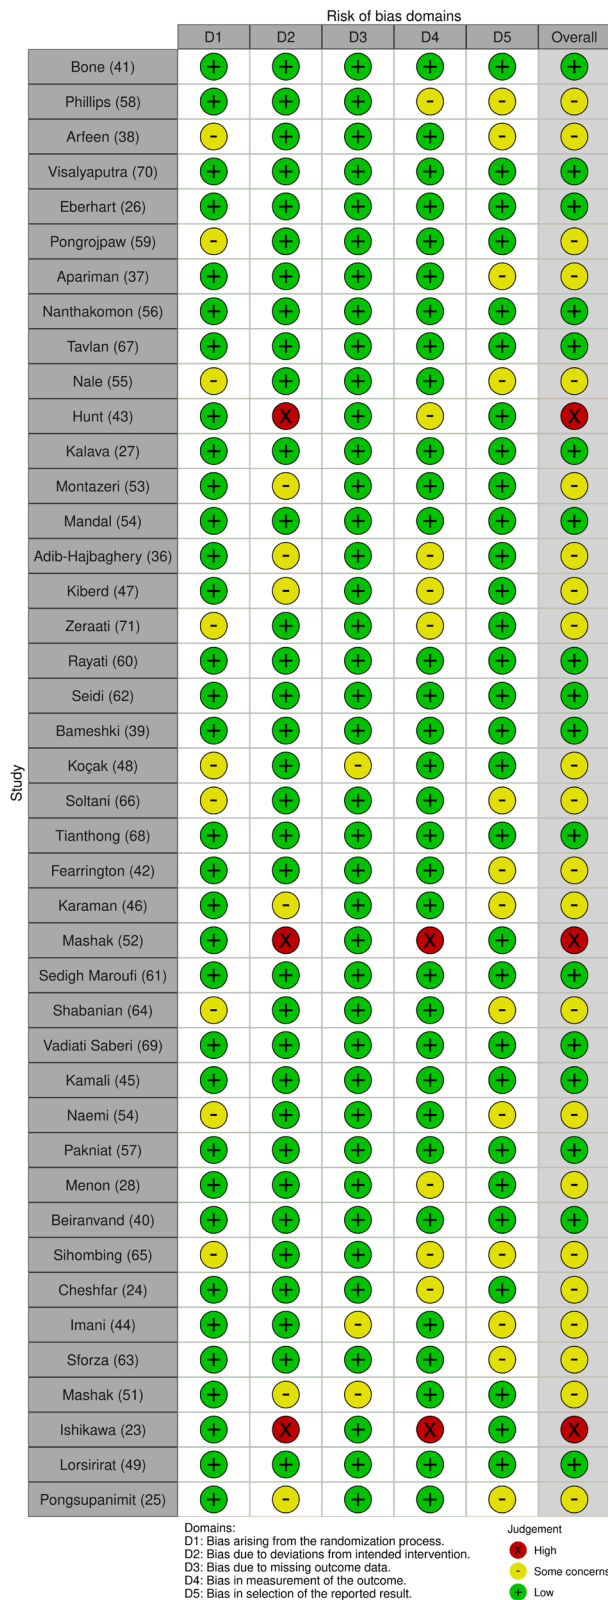 Risk of bias domains
D1 D2 D3 D4 D5 Overall
Study
Bone (41) + + + + + +
Phillips (58) + + + - - -
Arfeen (38) - + + + - -
Visalyaputra (70) + + + + + +
Eberhart (26) + + + + + +
Pongrojpaw (59) - + + + + -
Apariman (37) + + + + - -
Nanthakomon (56) + + + + + +
Tavlan (67) + + + + + +
Nale (55) - + + + - -
Hunt (43) + X + - + X
Kalava (27) + + + + + +
Montazeri (53) + - + + + -
Mandal (54) + + + + + +
Adib-Hajbaghery (36) + - + - + -
Kiberd (47) + - + - + -
Zeraati (71) - + + - + -
Rayati (60) + + + + + +
Seidi (62) + + + + + +
Bameshki (39) + + + + + +
Koçak (48) - + - + + -
Soltani (66) - + + + - -
Tianthong (68) + + + + + +
Fearrington (42) + + + + - -
Karaman (46) + - + + - -
Mashak (52) + X + X + X
Sedigh Maroufi (61) + + + + + +
Shabanian (64) - + + + - -
Vadiati Saberi (69) + + + + + +
Kamali (45) + + + + + +
Naemi (54) - + + + - -
Pakniat (57) + + + + + +
Menon (28) + + + - + -
Beiranvand (40) + + + + + +
Sihombing (65) - + + - - -
Cheshfar (24) + + + - + -
Imani (44) + + - + - -
Sforza (63) + + + + - -
Mashak (51) + - - + + -
Ishikawa (23) + X + X + X
Lorsirirat (49) + + + + + +
Pongsupanimit (25) + - + + - -
Domains:
D1: Bias arising from the randomization process.
D2: Bias due to deviations from intended intervention.
D3: Bias due to missing outcome data.
D4: Bias in measurement of the outcome.
D5: Bias in selection of the reported result.
Judgement
X High
- Some concerns
+ Low